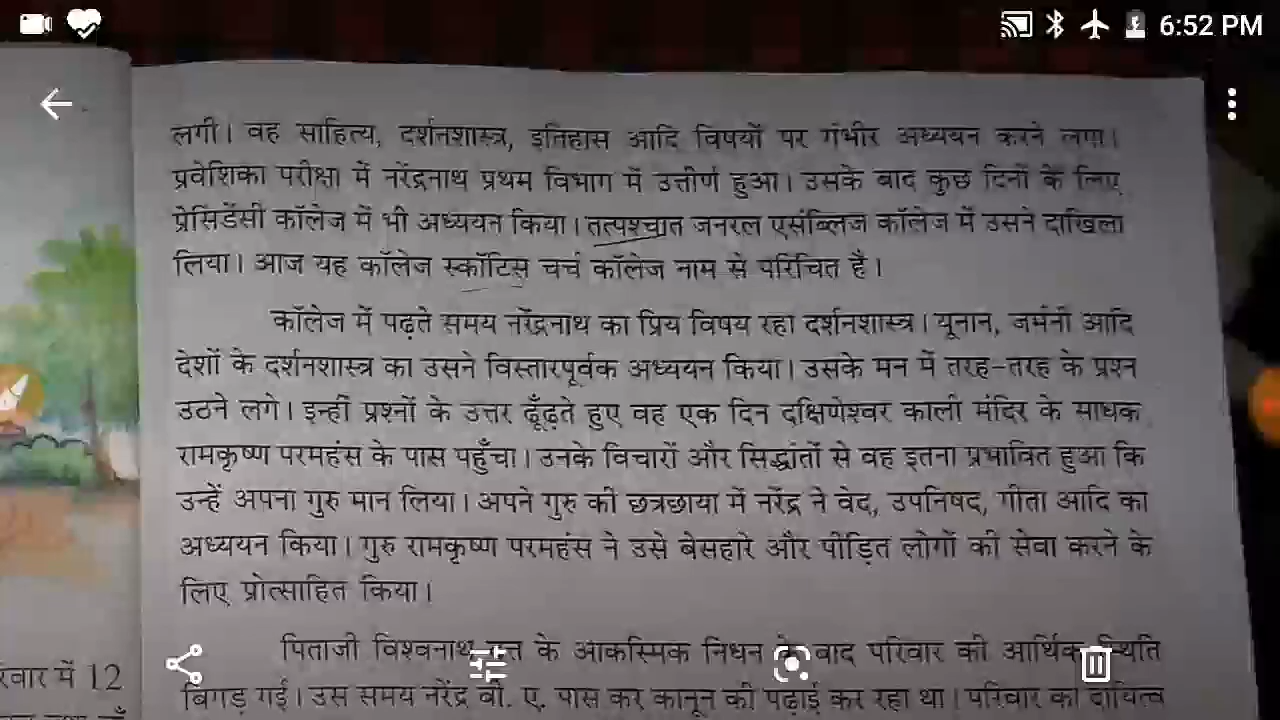 6:52 PM
लगी। वह साहित्य, दर्शनशास्त्र, इतिहास आदि विषयों पर गंभीर अध्ययन करने लगा।
प्रवेशिका परीक्षा में नरेंद्रनाथ प्रथम विभाग में उत्तीर्ण हुआ। उसके बाद कुछ दिनों के लिए
प्रेसिडेंसी कॉलेज में भी अध्ययन किया। तत्पश्चात जनरल एसंब्लिज कॉलेज में उसने दाखिला
लिया। आज यह कॉलेज स्कॉटिस चर्च कॉलेज नाम से परिचित है।
कॉलेज में पढ़ते समय नरेंद्रनाथ का प्रिय विषय रहा दर्शनशास्त्र। यूनान, जर्मनी आदि
देशों के दर्शनशास्त्र का उसने विस्तारपूर्वक अध्ययन किया। उसके मन में तरह-तरह के प्रश्न
उठने लगे। इन्हीं प्रश्नों के उत्तर ढूँढ़ते हुए वह एक दिन दक्षिणेश्वर काली मंदिर के साधक
रामकृष्ण परमहंस के पास पहुँचा। उनके विचारों और सिद्धांतों से वह इतना प्रभावित हुआ कि
उन्हें अपना गुरु मान लिया। अपने गुरु की छत्रछाया में नरेंद्र ने वेद, उपनिषद, गीता आदि का
अध्ययन किया। गुरु रामकृष्ण परमहंस ने उसे बेसहारे और पीड़ित लोगों की सेवा करने के
लिए प्रोत्साहित किया।
पिताजी विश्वनाथ दत्त के आकस्मिक निधन के बाद परिवार की आर्थिक स्थिति
बिगड़ गई। उस समय नरेंद्र बी. ए. पास कर कानून की पढ़ाई कर रहा था। परिवार का दायित्व
में 12